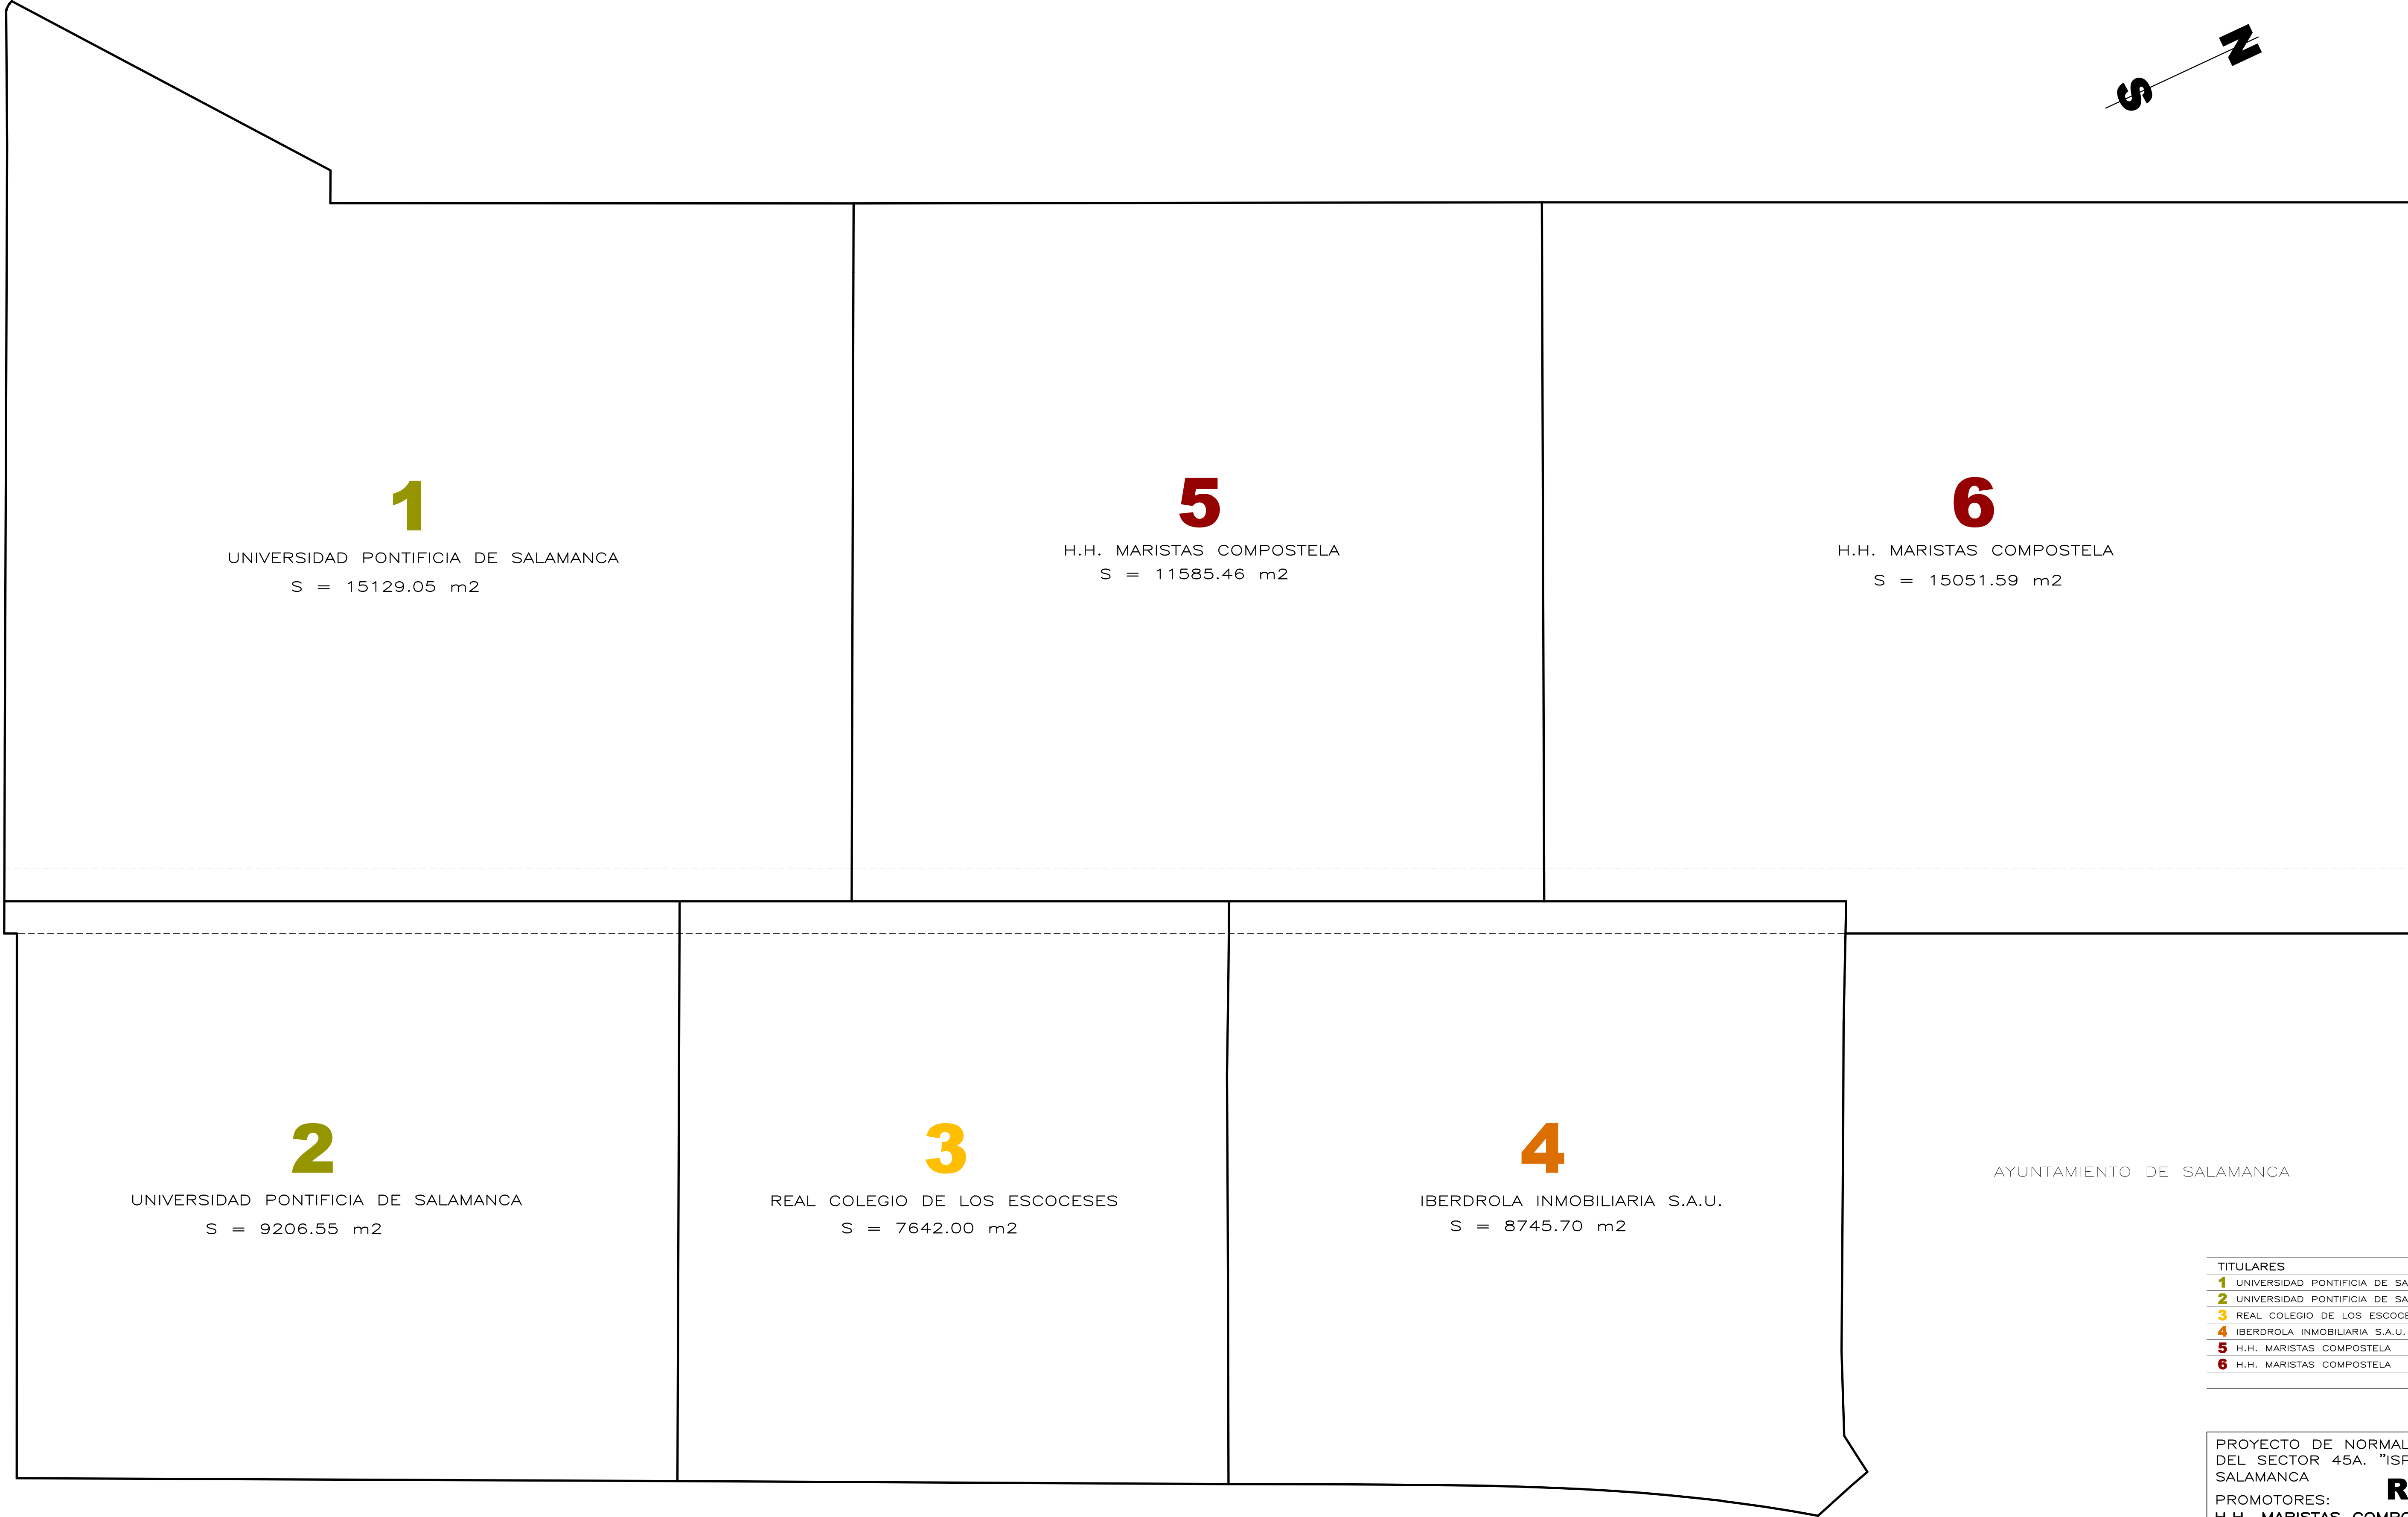 N
S
1
UNIVERSIDAD PONTIFICIA DE SALAMANCA
S = 15129.05 m2
5
H.H. MARISTAS COMPOSTELA
S = 11585.46 m2
6
H.H. MARISTAS COMPOSTELA
S = 15051.59 m2
2
UNIVERSIDAD PONTIFICIA DE SALAMANCA
S = 9206.55 m2
3
REAL COLEGIO DE LOS ESCOCESES
S = 7642.00 m2
4
IBERDROLA INMOBILIARIA S.A.U.
S = 8745.70 m2
AYUNTAMIENTO DE SALAMANCA
TITULARES
1 UNIVERSIDAD PONTIFICIA DE
2 UNIVERSIDAD PONTIFICIA DE
3 REAL COLEGIO DE LOS
4 IBERDROLA INMOBILIARIA S.A.U.
5 H.H. MARISTAS COMPOSTELA
6 H.H. MARISTAS COMPOSTELA
PROYECTO DE
DEL SECTOR 45A.
SALAMANCA
PROMOTORES:
H.H. MARISTAS